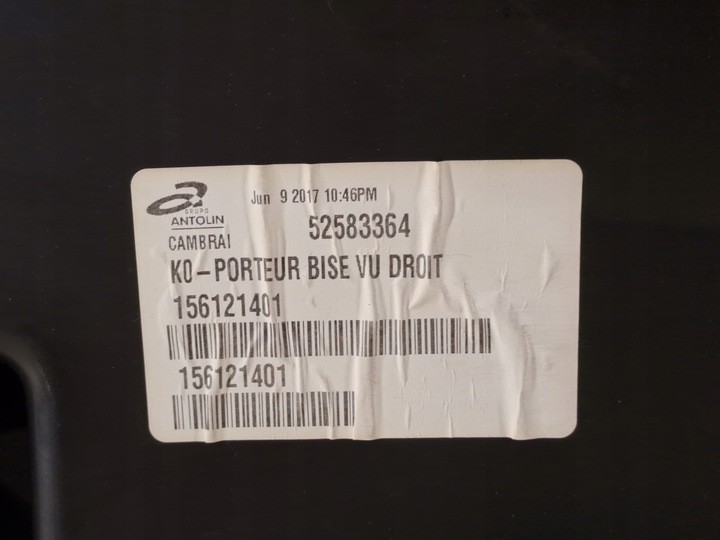 Jun 9 2017 10:46PM
GRUPO
ANTOLIN
52583364
CAMBRAI
K0-PORTEUR BISE VU DROIT
156121401
156121401